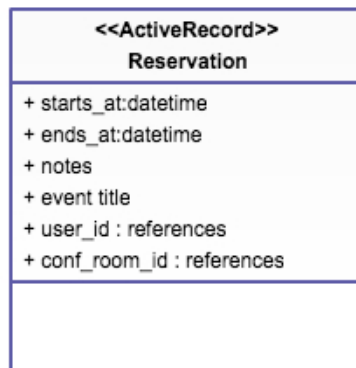 <<ActiveRecord>>
Reservation
+ starts_at:datetime
+ ends_at:datetime
+ notes
+ event title
+ user_id : references
+ conf_room_id : references